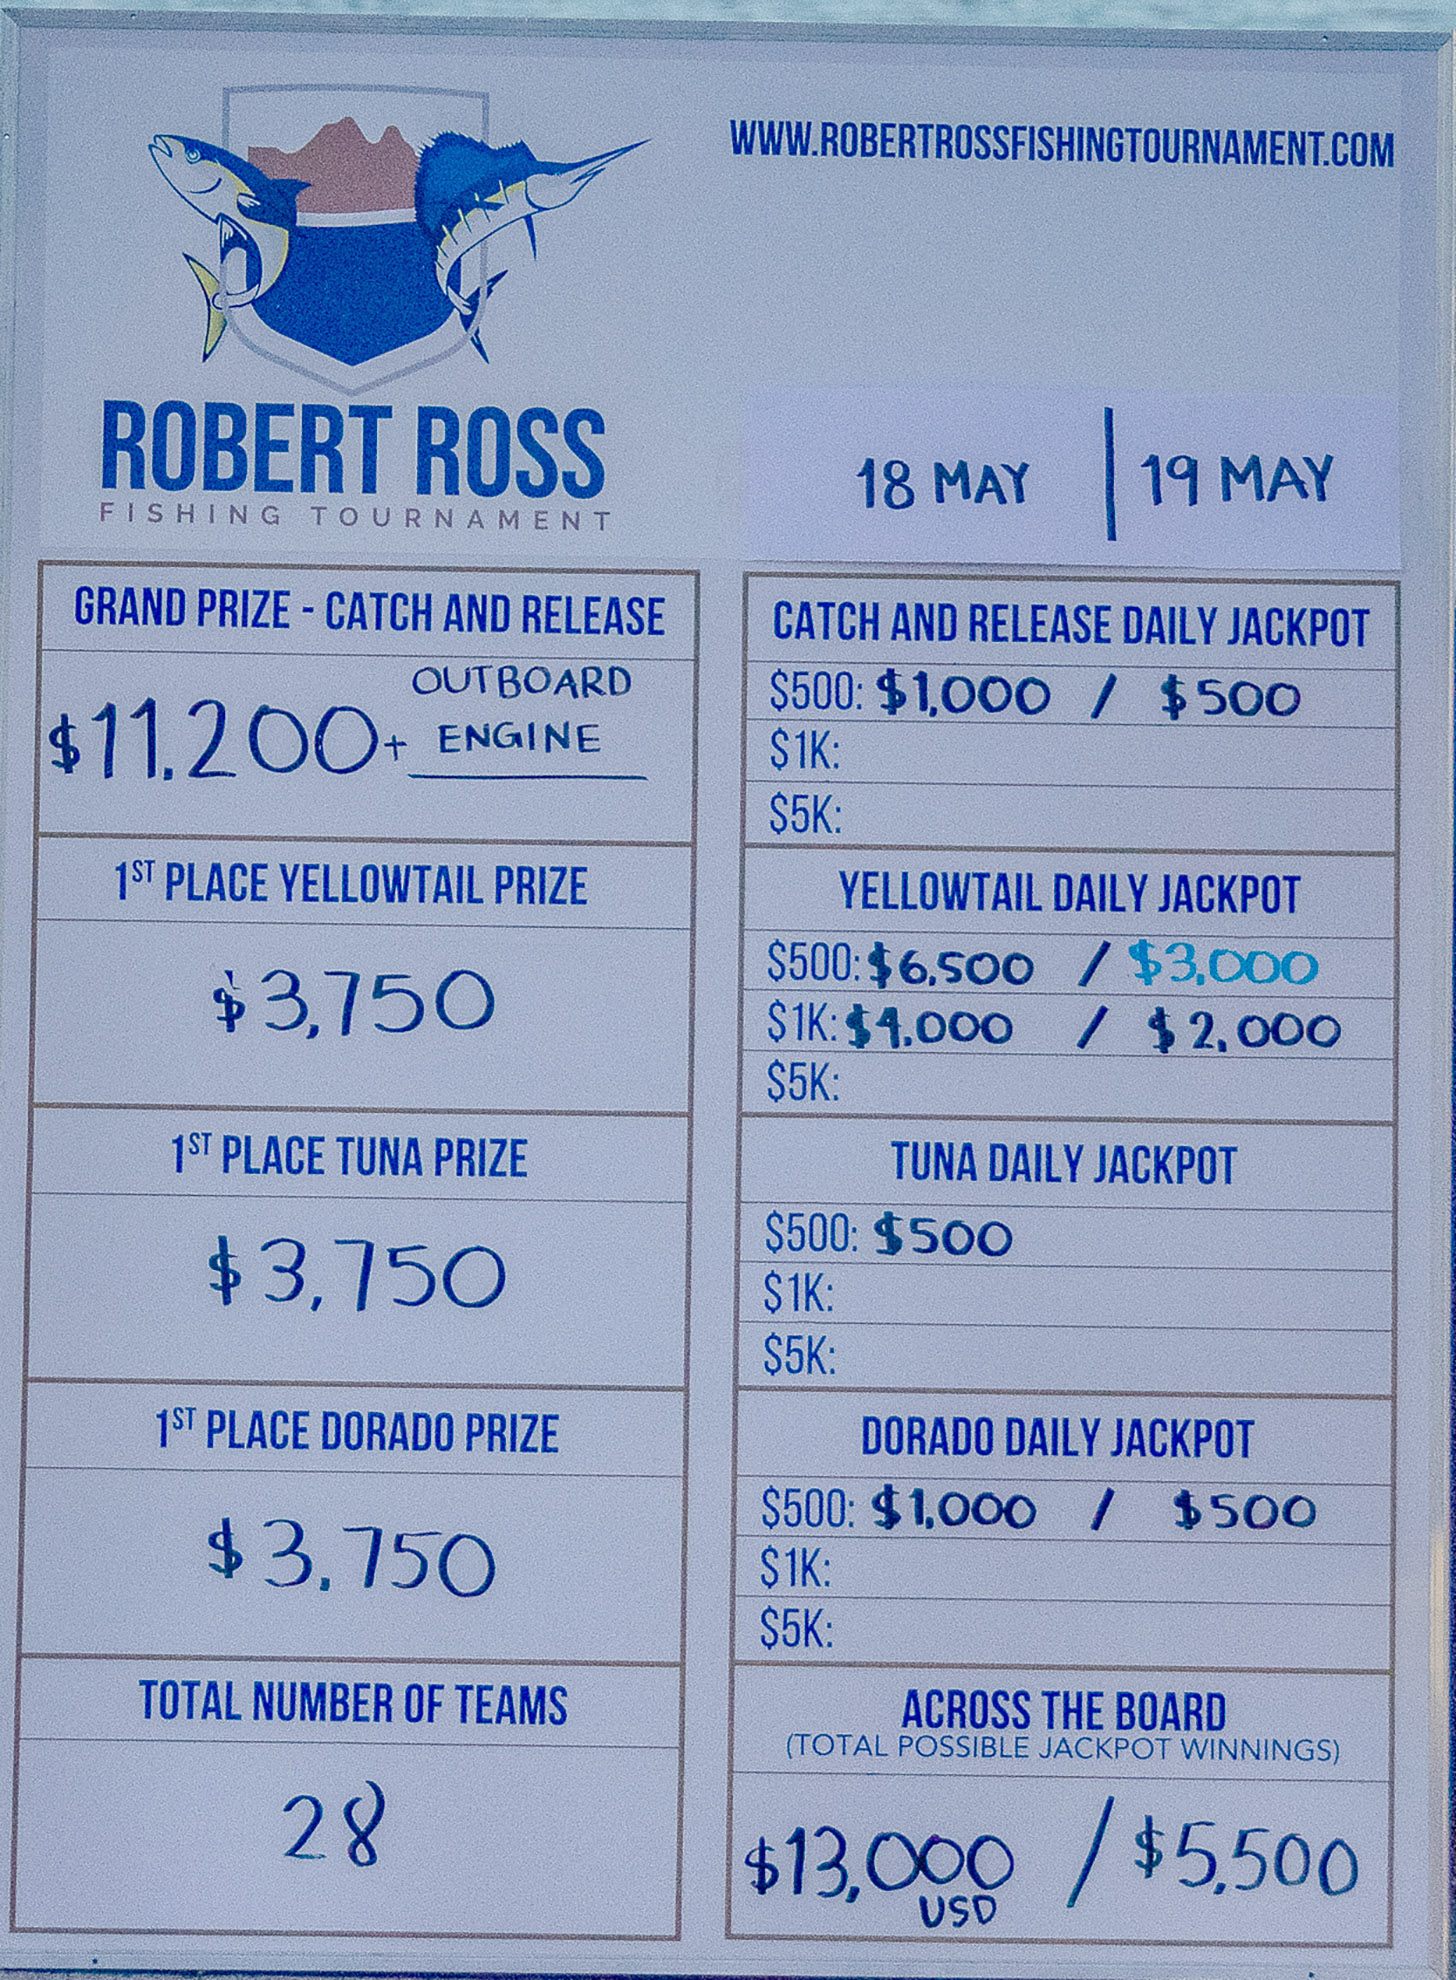 WWW.ROBERTROSSFISHINGTOURNAMENT.COM
ROBERT ROSS
FISHING TOURNAMENT
18 MAY | 19 MAY
GRAND PRIZE - CATCH AND RELEASE
$11.200+ OUTBOARD
ENGINE
1ST PLACE YELLOWTAIL PRIZE
$3,750
1ST PLACE TUNA PRIZE
$3,750
1ST PLACE DORADO PRIZE
$3.750
TOTAL NUMBER OF TEAMS
28
CATCH AND RELEASE DAILY JACKPOT
$500: $1,000 / $500
$1K:
$5K:
YELLOWTAIL DAILY JACKPOT
$500: $6,500 / $3,000
$1K: $4,000 / $2,000
$5K:
TUNA DAILY JACKPOT
$500: $500
$1K:
$5K:
DORADO DAILY JACKPOT
$500: $1,000 / $500
$1K:
$5K:
ACROSS THE BOARD
(TOTAL POSSIBLE JACKPOT WINNINGS)
$13,000 / $5,500
USD